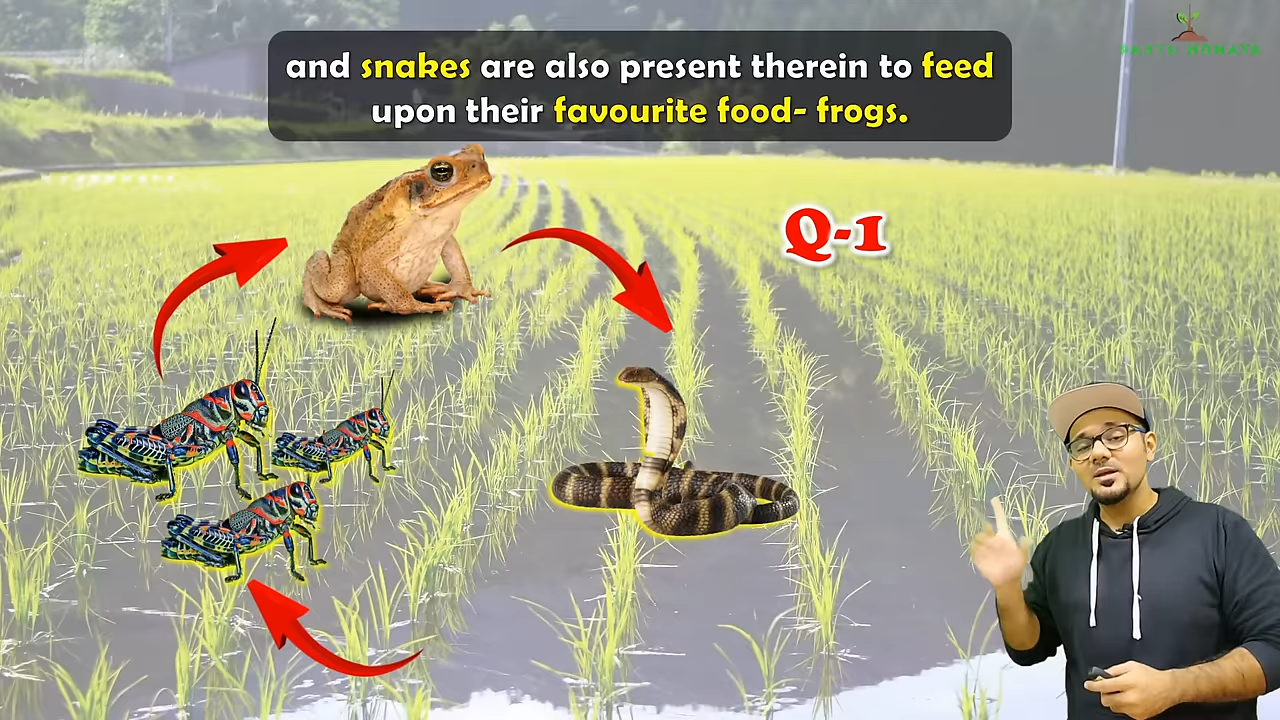 and snakes are also present therein to feed
upon their favourite food- frogs.
Q-1